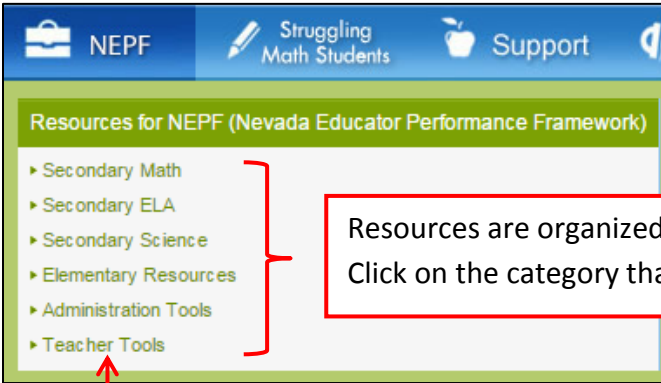 NEPF
Struggling
Math Students
Support
Resources for NEPF (Nevada Educator Performance Framework)
Secondary Math
Secondary ELA
Secondary Science
Elementary Resources
Administration Tools
Teacher Tools
Resources are organized
Click on the category tha